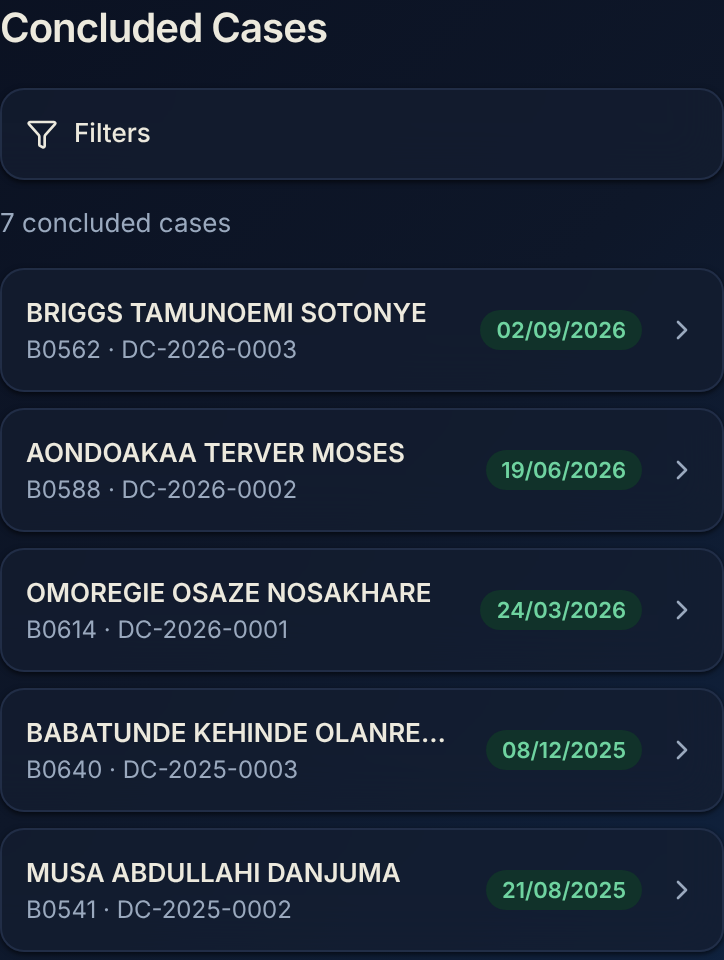 Concluded Cases
Filters
7 concluded cases
BRIGGS TAMUNOEMI SOTONYE
B0562 · DC-2026-0003
02/09/2026
AONDOAKAA TERVER MOSES
B0588 · DC-2026-0002
19/06/2026
OMOREGIE OSAZE NOSAKHARE
B0614 · DC-2026-0001
24/03/2026
BABATUNDE KEHINDE OLANRE...
B0640 · DC-2025-0003
08/12/2025
MUSA ABDULLAHI DANJUMA
B0541 · DC-2025-0002
21/08/2025